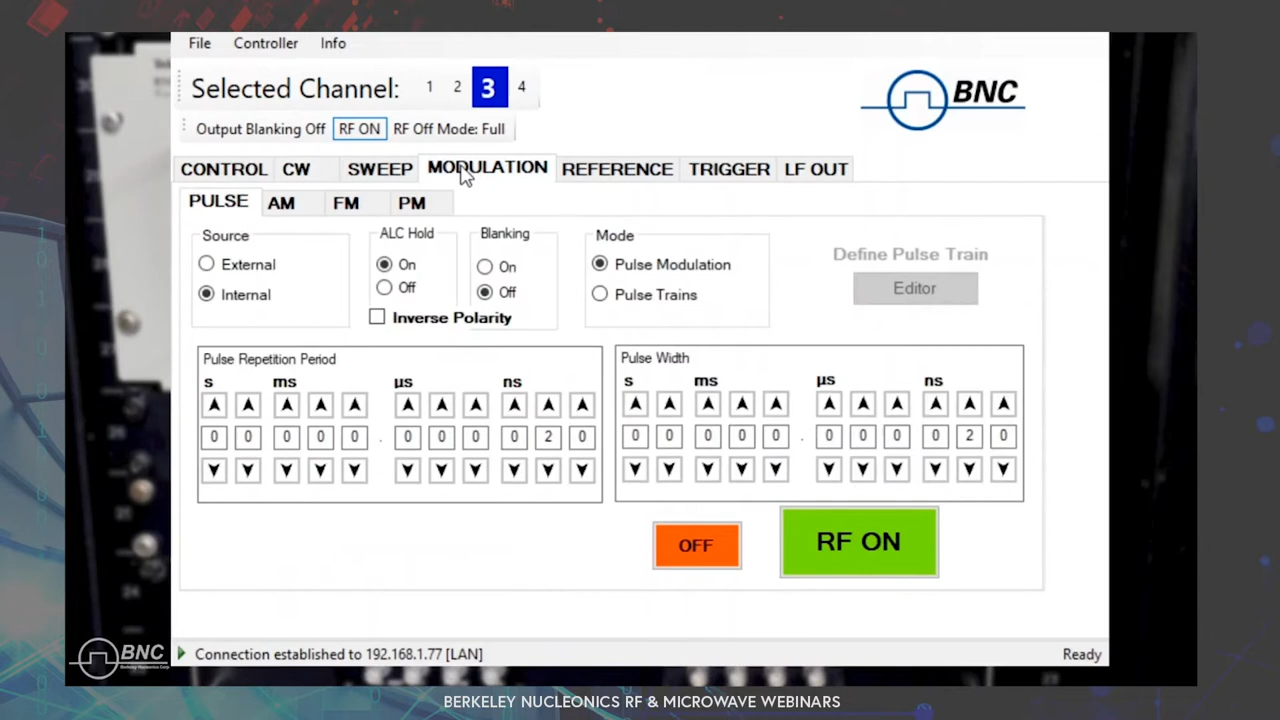 File Controller Info
Selected Channel: 1 2 3 4
BNC
Output Blanking Off RF ON RF Off Mode: Full
CONTROL CW SWEEP MODULATION REFERENCE TRIGGER LF OUT
PULSE AM FM PM
Source
External
Internal
ALC Hold
On
Off
Inverse Polarity
Blanking
On
Off
Mode
Pulse Modulation
Pulse Trains
Define Pulse Train
Editor
Pulse Repetition Period
s ms µs ns
0 0 0 0 0 . 0 0 0 0 2 0
Pulse Width
s ms µs ns
0 0 0 0 0 . 0 0 0 0 2 0
OFF
RF ON
Connection established to 192.168.1.77 [LAN] Ready
BNC
Berkeley Nucleonics Corp
BERKELEY NUCLEONICS RF & MICROWAVE WEBINARS